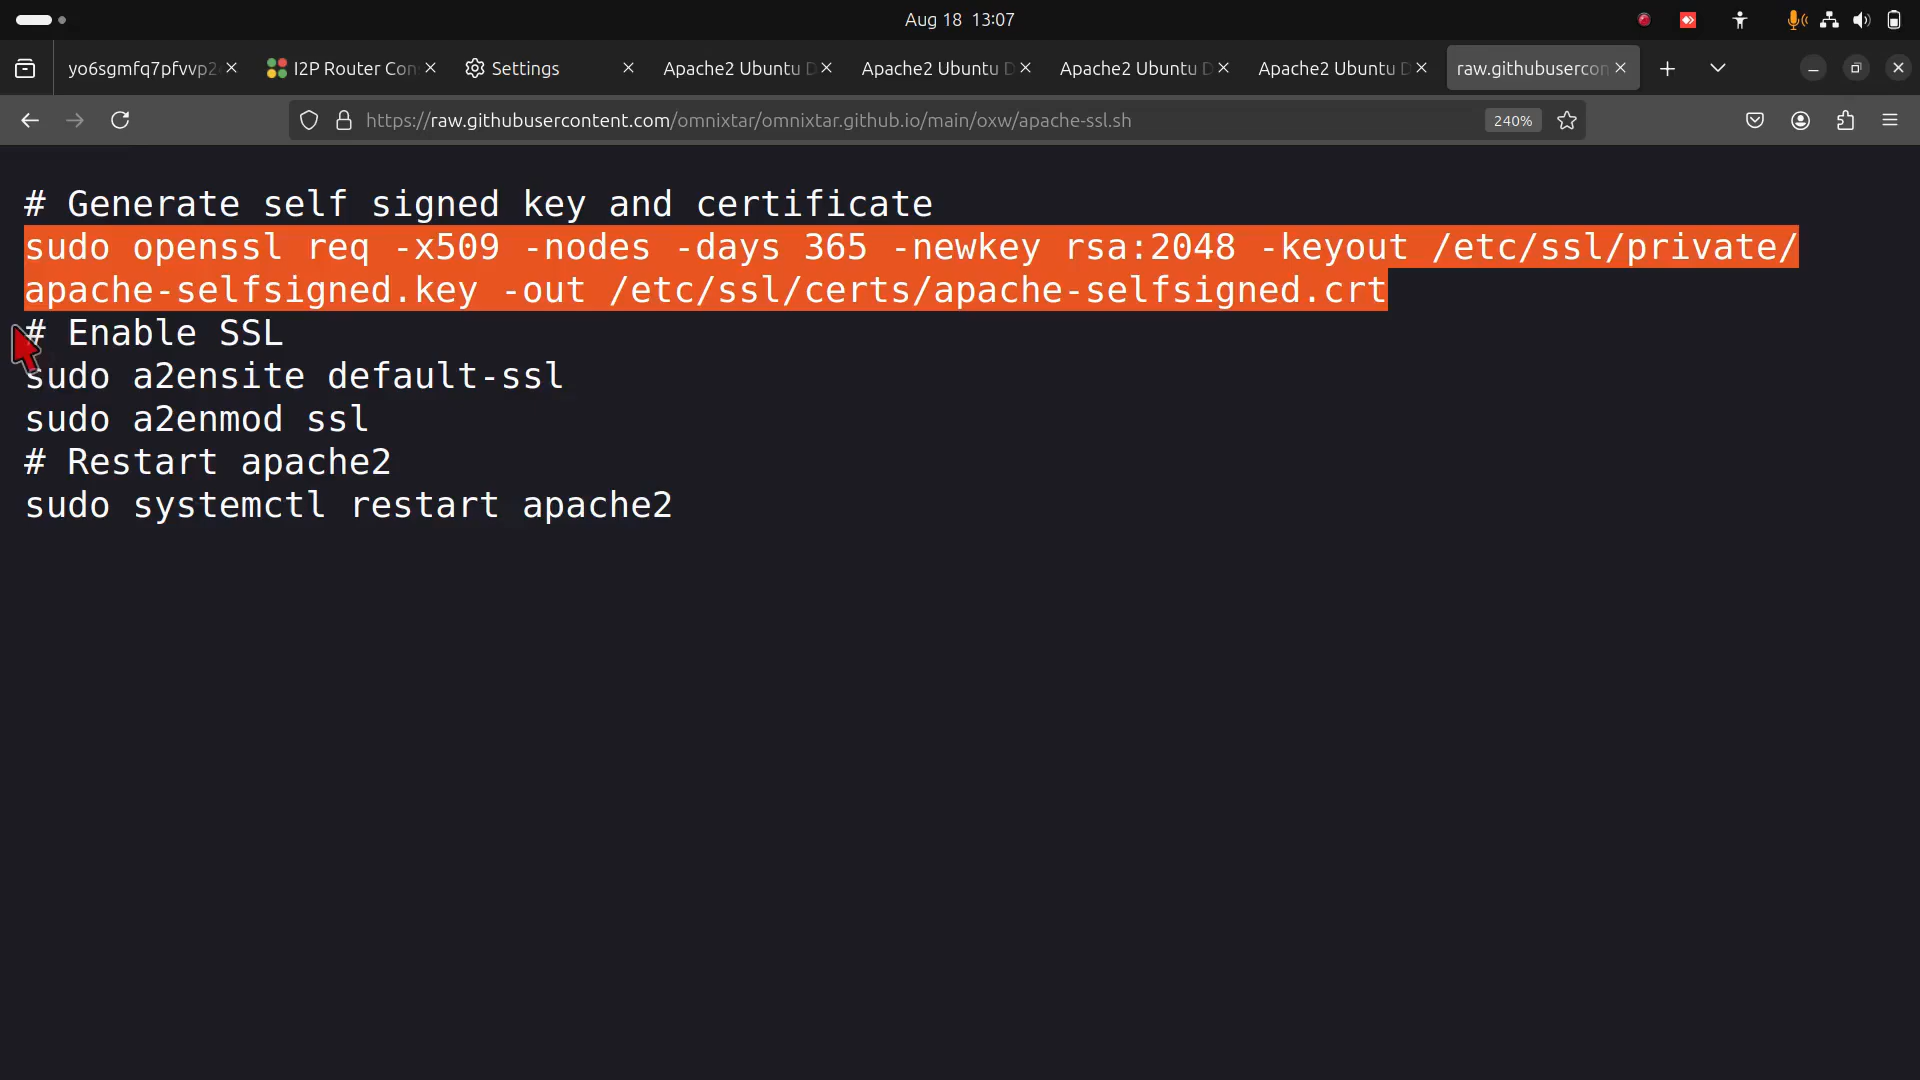 Aug 18 13:07
yo6sgmfq7pfvvp2
I2P Router Con
Settings
Apache2 Ubuntu D
Apache2 Ubuntu D
Apache2 Ubuntu D
Apache2 Ubuntu D
raw.githubusercon
https://raw.githubusercontent.com/omnixtar/omnixtar.github.io/main/oxw/apache-ssl.sh
240%
# Generate self signed key and certificate
sudo openssl req -x509 -nodes -days 365 -newkey rsa:2048 -keyout /etc/ssl/private/
apache-selfsigned.key -out /etc/ssl/certs/apache-selfsigned.crt
# Enable SSL
sudo a2ensite default-ssl
sudo a2enmod ssl
# Restart apache2
sudo systemctl restart apache2